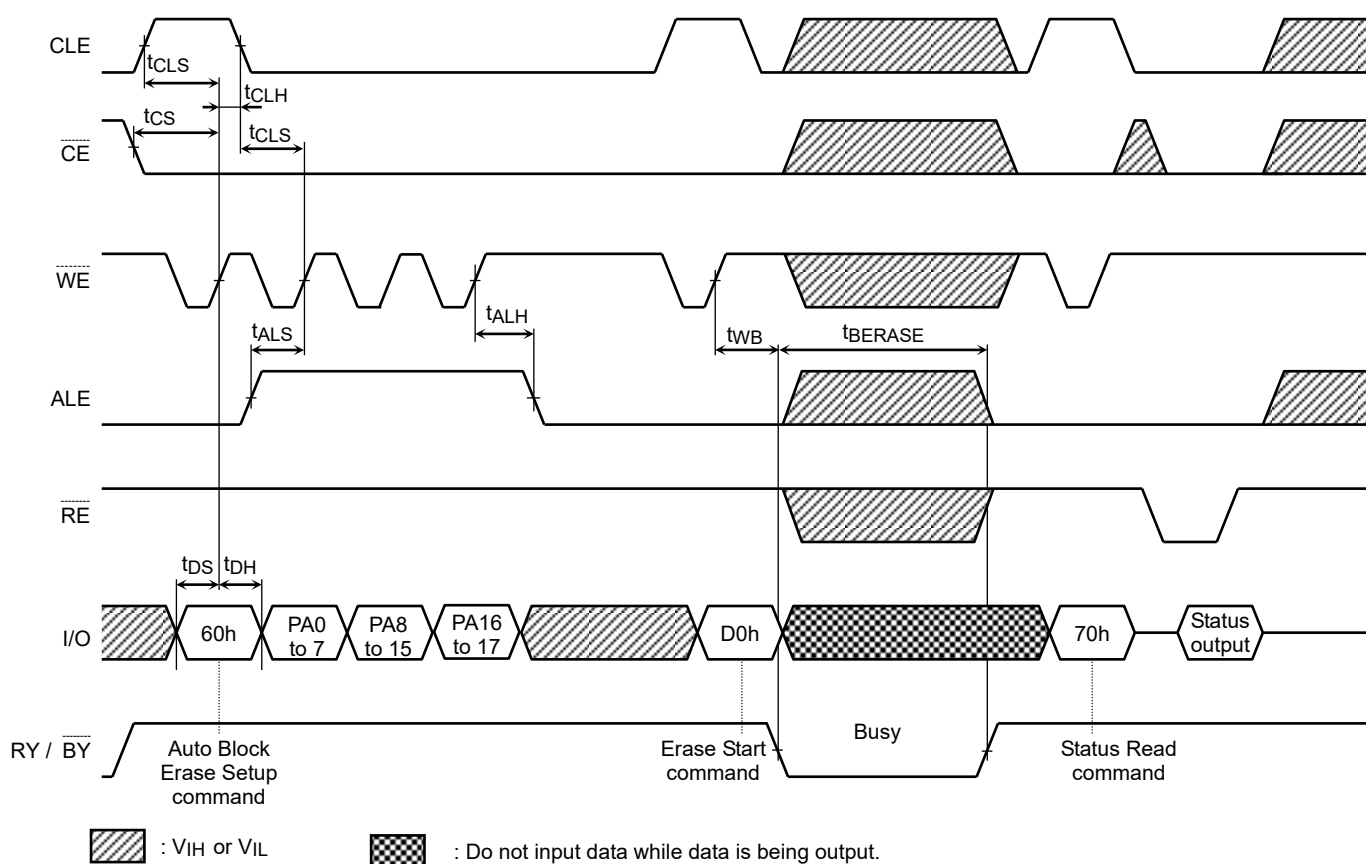 CLE
tCLS
tCLH
tCS
tCLS
CE
WE
tALS
tALH
tWB
tBERASE
ALE
RE
tDS
tDH
I/O
60h
PA0
to 7
PA8
to 15
PA16
to 17
D0h
70h
Status
output
RY / BY
Auto Block
Erase Setup
command
Erase Start
command
Busy
Status Read
command
: VIH or VIL
: Do not input data while data is being output.